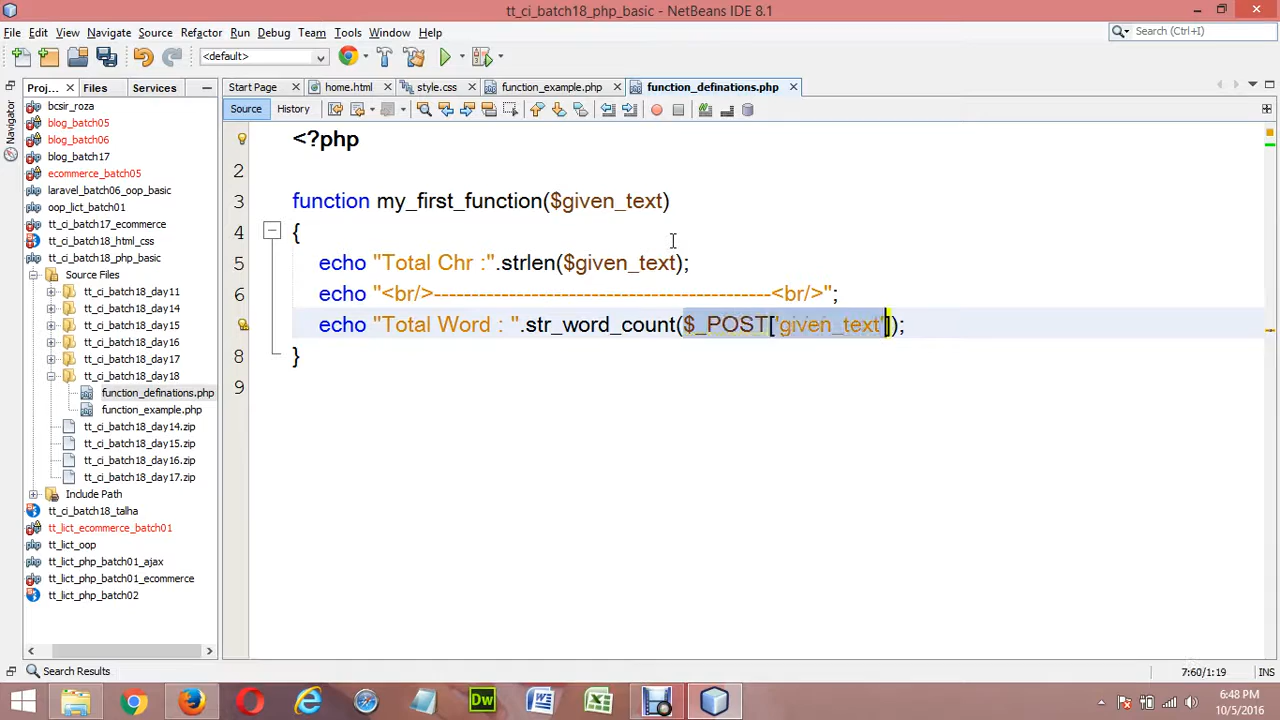 tt_ci_batch18_php_basic - NetBeans IDE 8.1
File Edit View Navigate Source Refactor Run Debug Team Tools Window Help
Search (Ctrl+I)
<default>
Proj... Files Services
Start Page home.html style.css function_example.php function_definations.php
Source History
Navigator
bcsir_roza
blog_batch05
blog_batch06
blog_batch17
ecommerce_batch05
laravel_batch06_oop_basic
oop_lict_batch01
tt_ci_batch17_ecommerce
tt_ci_batch18_html_css
tt_ci_batch18_php_basic
Source Files
tt_ci_batch18_day11
tt_ci_batch18_day14
tt_ci_batch18_day15
tt_ci_batch18_day16
tt_ci_batch18_day17
tt_ci_batch18_day18
function_definations.php
function_example.php
tt_ci_batch18_day14.zip
tt_ci_batch18_day15.zip
tt_ci_batch18_day16.zip
tt_ci_batch18_day17.zip
Include Path
tt_ci_batch18_talha
tt_lict_ecommerce_batch01
tt_lict_oop
tt_lict_php_batch01_ajax
tt_lict_php_batch01_ecommerce
tt_lict_php_batch02
<?php
2
3 function my_first_function($given_text)
4 {
5 echo "Total Chr :".strlen($given_text);
6 echo "<br/>--------------------------------------------<br/>";
echo "Total Word : ".str_word_count($_POST['given_text']);
8 }
9
Search Results
7:60/1:19 INS
Dw
6:48 PM
10/5/2016